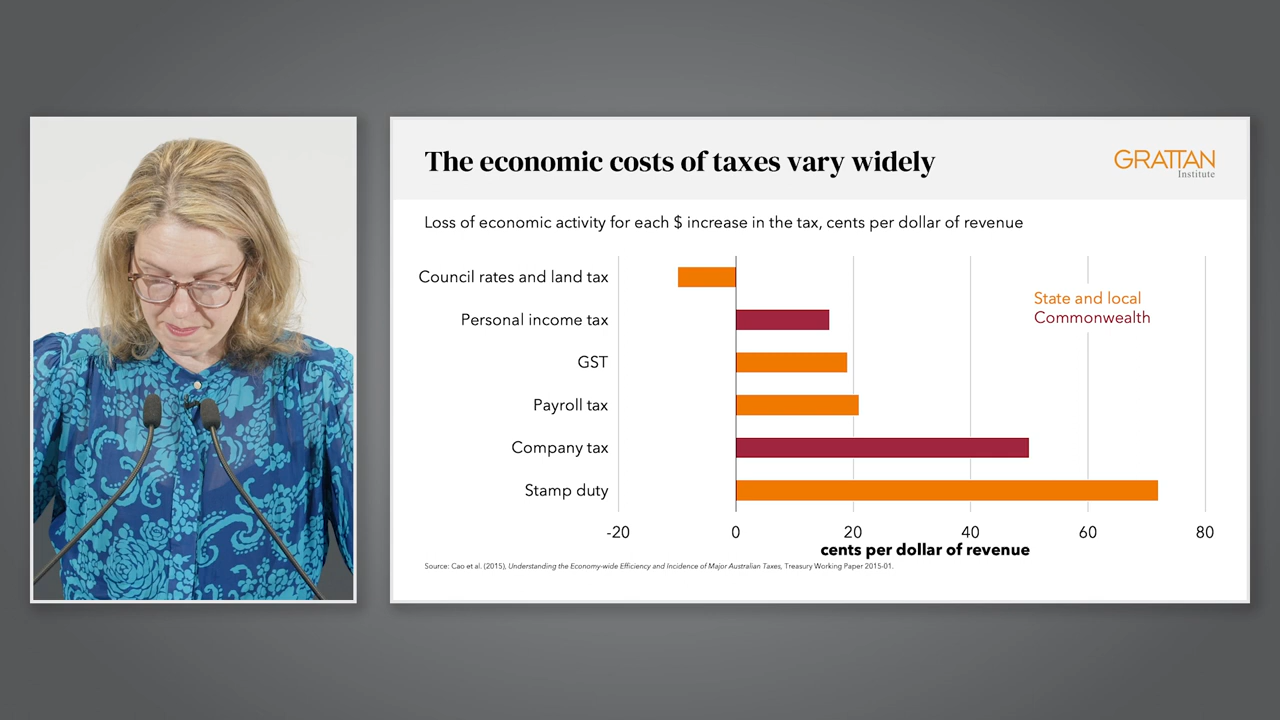 The economic costs of taxes vary widely
GRATTAN
Institute
Loss of economic activity for each $ increase in the tax, cents per dollar of revenue
Council rates and land tax
Personal income tax
GST
Payroll tax
Company tax
Stamp duty
State and local
Commonwealth
-20 0 20 40 60 80
cents per dollar of revenue
Source: Cao et al. (2015), Understanding the Economy-wide Efficiency and Incidence of Major Australian Taxes, Treasury Working Paper 2015-01.